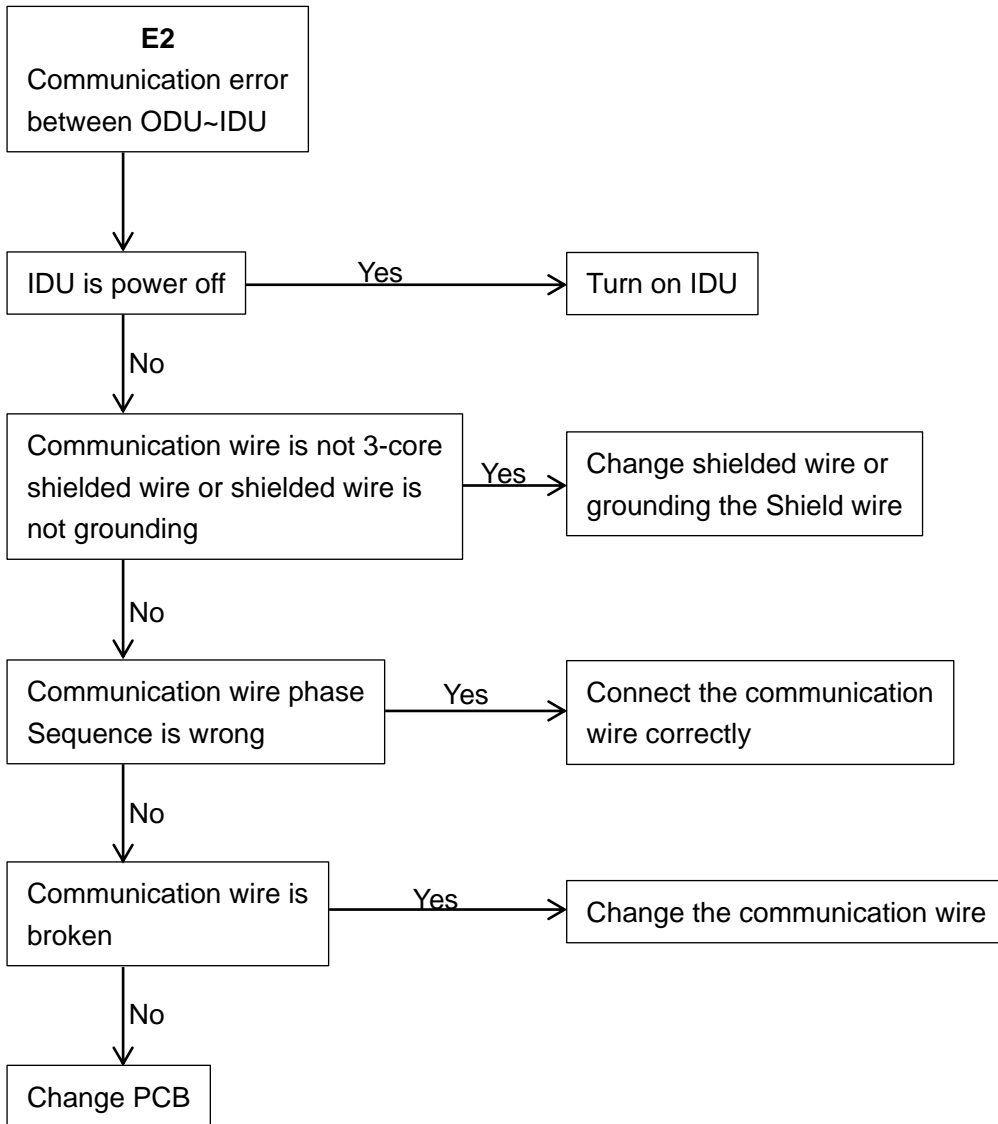 E2
Communication error
between ODU~IDU
IDU is power off
Yes
Turn on IDU
No
Communication wire is not 3-core
shielded wire or shielded wire is
not grounding
Yes
Change shielded wire or
grounding the Shield wire
No
Communication wire phase
Sequence is wrong
Yes
Connect the communication
wire correctly
No
Communication wire is
broken
Yes
Change the communication wire
No
Change PCB